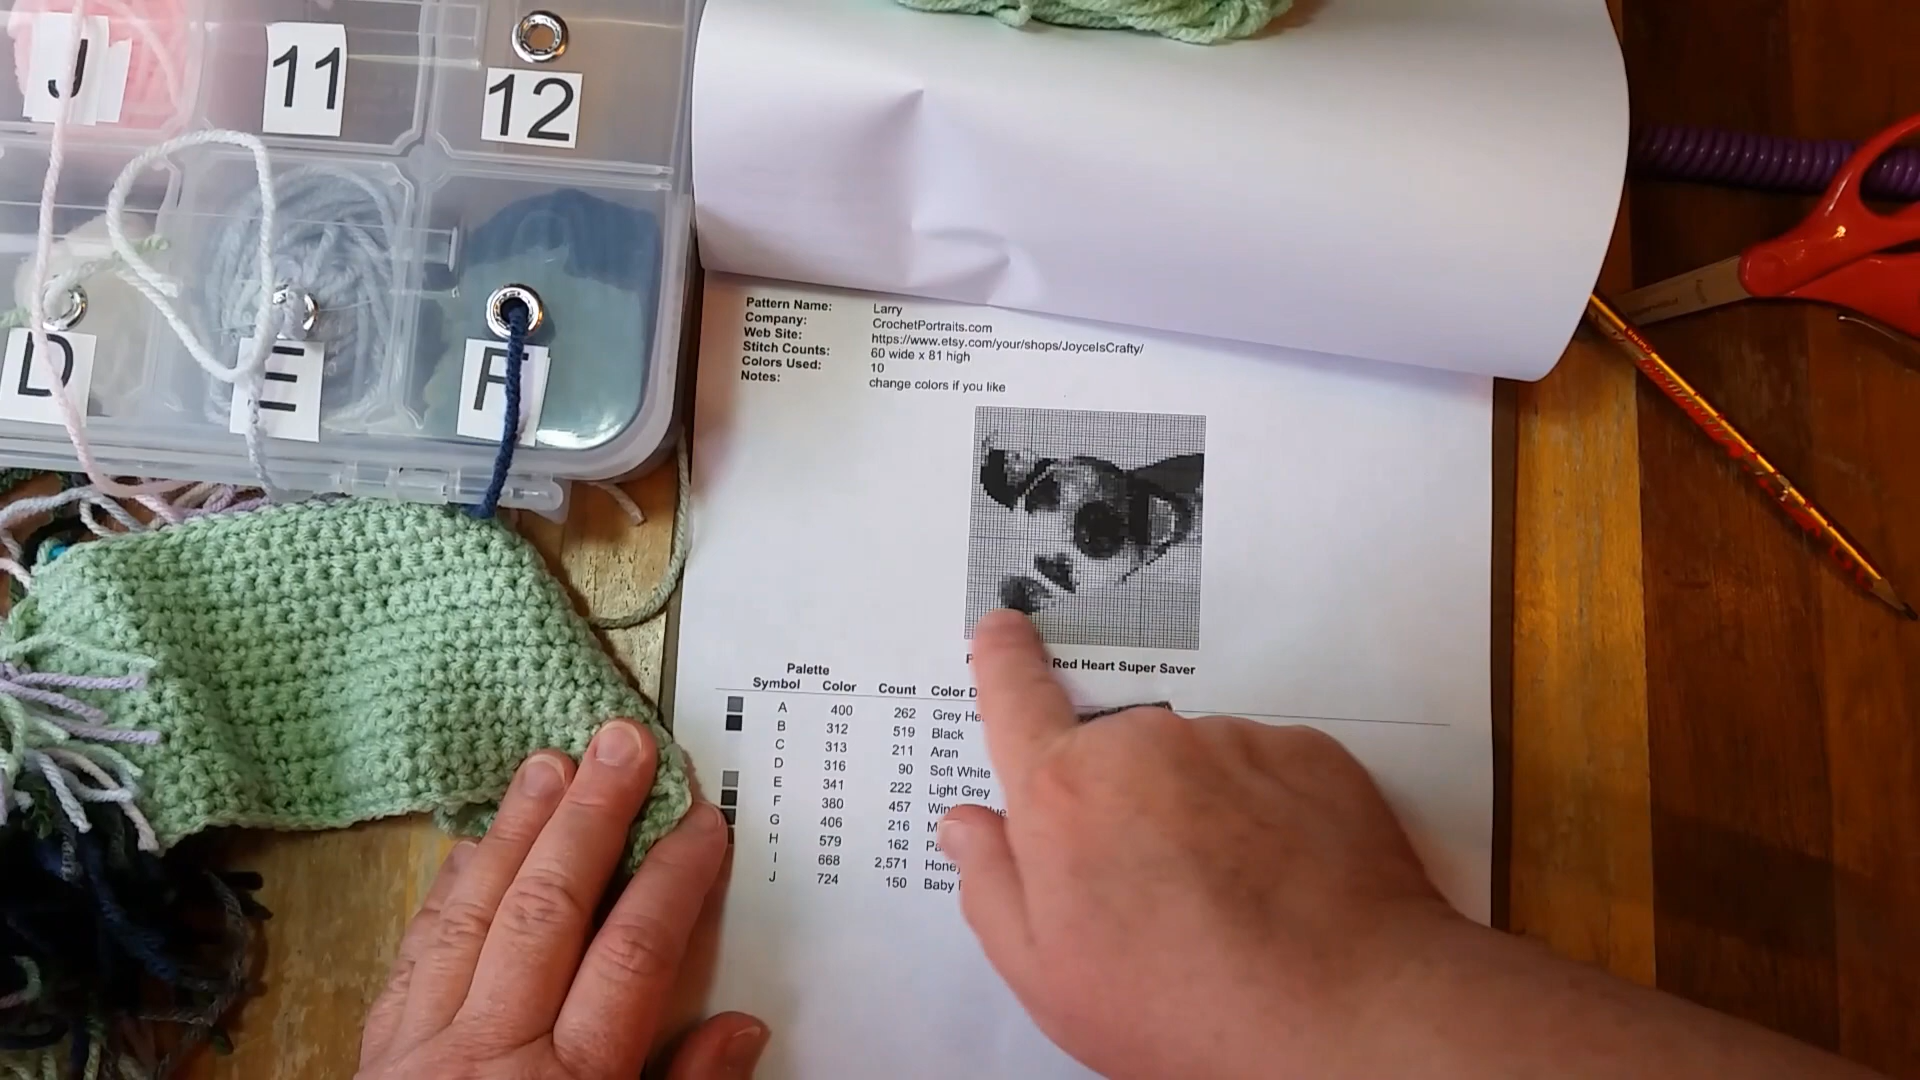 J
11
12
D
E
F
Pattern Name: Larry
Company: CrochetPortraits.com
Web Site: https://www.etsy.com/your/shops/JoyceIsCrafty/
Stitch Counts: 60 wide x 81 high
Colors Used: 10
Notes: change colors if you like
Red Heart Super Saver
Palette
Symbol Color Count Color
A 400 262 Grey
B 312 519 Black
C 313 211 Aran
D 316 90 Soft White
E 341 222 Light Grey
F 380 457
G 406 216
H 579 162
I 668 2,571
J 724 150 Baby